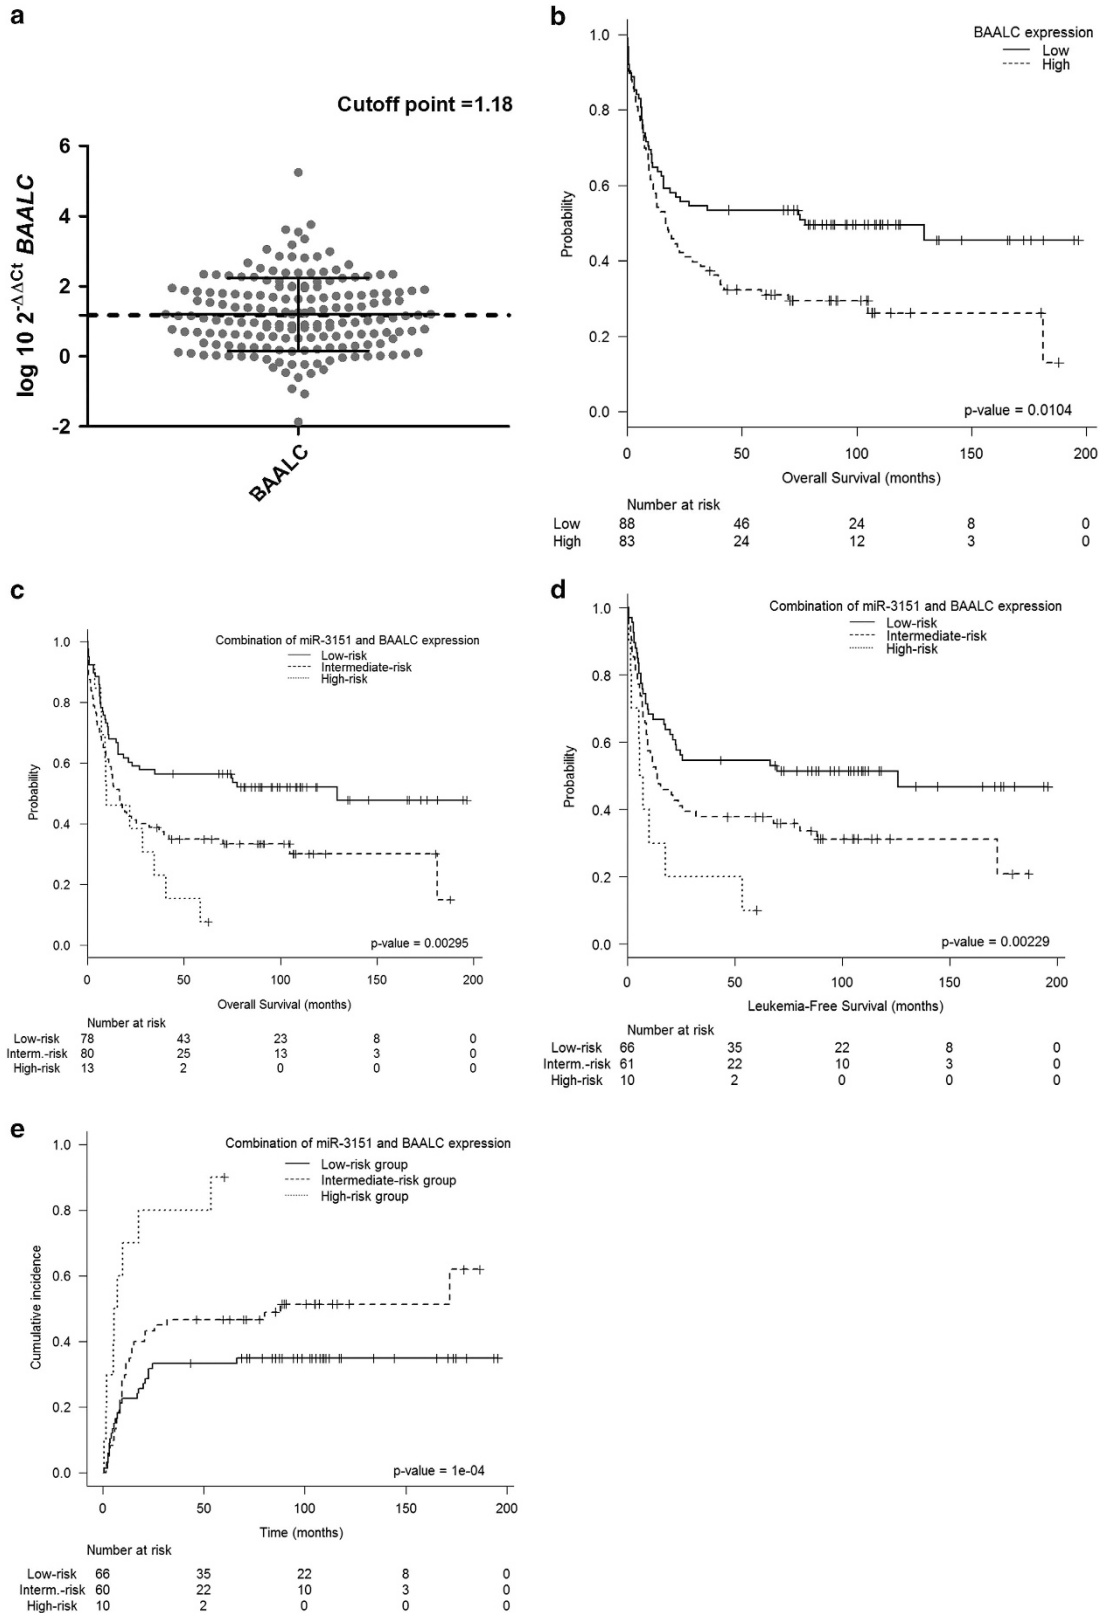 a
Cutoff point =1.18
log 10 2-ΔΔCt BAALC
6
4
2
0
-2
BAALC
b
BAALC expression
Low
High
Probability
1.0
0.8
0.6
0.4
0.2
0.0
p-value = 0.0104
0 50 100 150 200
Overall Survival (months)
Number at risk
Low 88 46 24 8 0
High 83 24 12 3 0
c
Combination of miR-3151 and BAALC expression
Low-risk
Intermediate-risk
High-risk
Probability
1.0
0.8
0.6
0.4
0.2
0.0
p-value = 0.00295
0 50 100 150 200
Overall Survival (months)
Number at risk
Low-risk 78 43 23 8 0
Interm.-risk 80 25 13 3 0
High-risk 13 2 0 0 0
d
Combination of miR-3151 and BAALC expression
Low-risk
Intermediate-risk
High-risk
Probability
1.0
0.8
0.6
0.4
0.2
0.0
p-value = 0.00229
0 50 100 150 200
Leukemia-Free Survival (months)
Number at risk
Low-risk 66 35 22 8 0
Interm.-risk 61 22 10 3 0
High-risk 10 2 0 0 0
e
Combination of miR-3151 and BAALC expression
Low-risk group
Intermediate-risk group
High-risk group
Cumulative incidence
1.0
0.8
0.6
0.4
0.2
0.0
p-value = 1e-04
0 50 100 150 200
Time (months)
Number at risk
Low-risk 66 35 22 8 0
Interm.-risk 60 22 10 3 0
High-risk 10 2 0 0 0